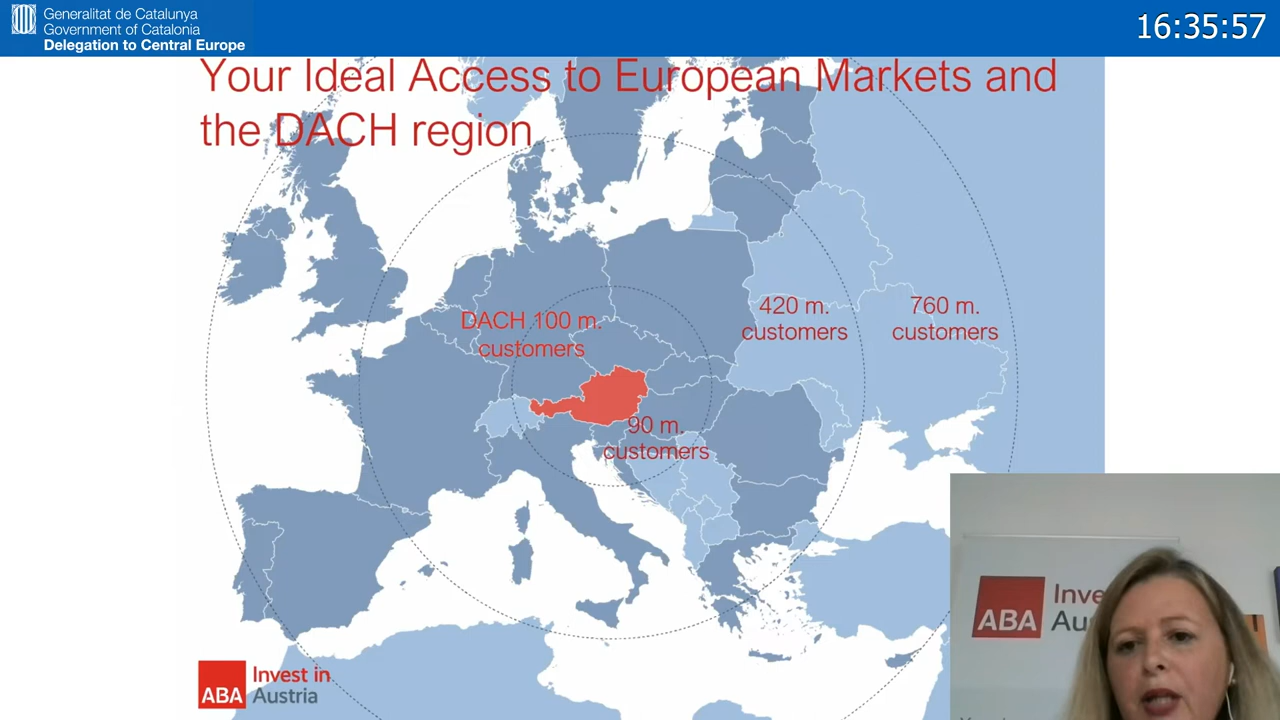 Generalitat de Catalunya
Government of Catalonia
Delegation to Central Europe
16:35:57
Your Ideal Access to European Markets and
the DACH region
DACH 100 m.
customers
420 m.
customers
760 m.
customers
90 m.
customers
ABA
Invest in
Austria
ABA